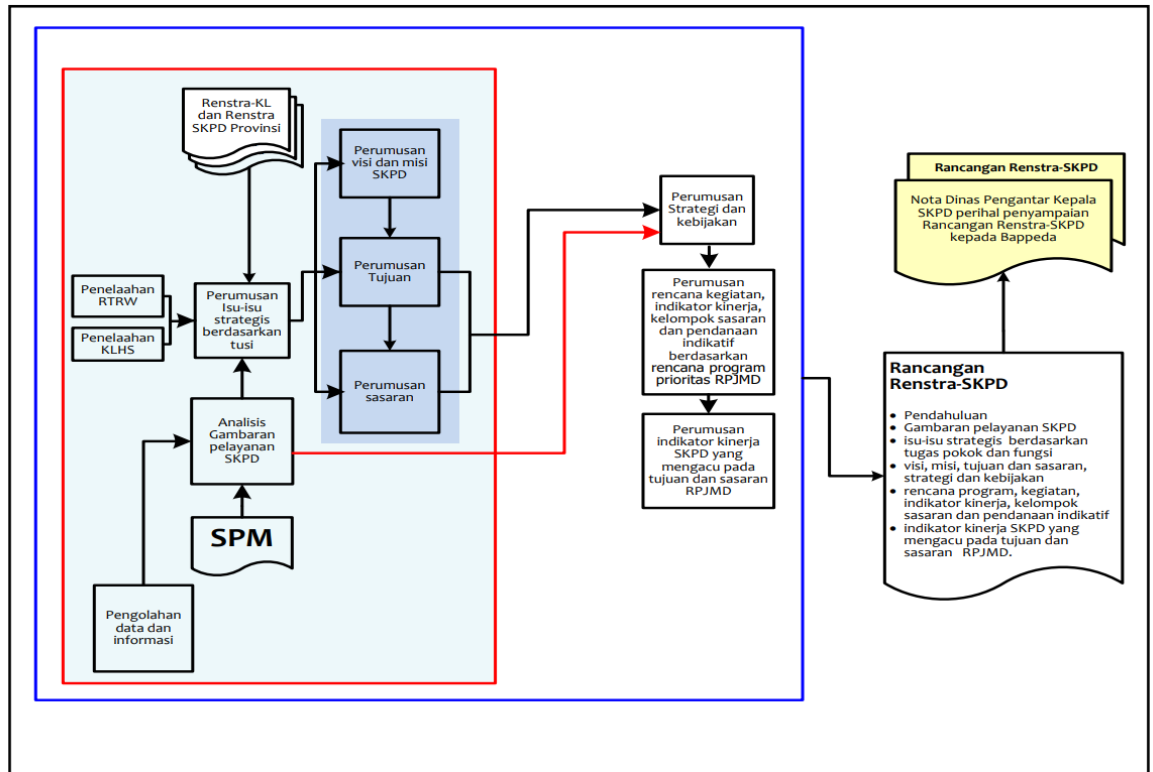 Renstra-KL
dan Renstra
SKPD Provinsi
Perumusan
visi dan misi
SKPD
Perumusan
Tujuan
Perumusan
sasaran
Penelaahan
RTRW
Penelaahan
KLHS
Perumusan
Isu-isu
strategis
berdasarkan
tusi
Analisis
Gambaran
pelayanan
SKPD
SPM
Pengolahan
data dan
informasi
Perumusan
Strategi dan
kebijakan
Perumusan
rencana kegiatan,
indikator kinerja,
kelompok sasaran
dan pendanaan
indikatif
berdasarkan
rencana program
prioritas RPJMD
Perumusan
indikator kinerja
SKPD yang
mengacu pada
tujuan dan sasaran
RPJMD
Rancangan Renstra-SKPD
Nota Dinas Pengantar Kepala
SKPD perihal penyampaian
Rancangan Renstra-SKPD
kepada Bappeda
Rancangan
Renstra-SKPD
• Pendahuluan
• Gambaran pelayanan SKPD
• isu-isu strategis berdasarkan
tugas pokok dan fungsi
• visi, misi, tujuan dan sasaran,
strategi dan kebijakan
• rencana program, kegiatan,
indikator kinerja, kelompok
sasaran dan pendanaan indikatif
• indikator kinerja SKPD yang
mengacu pada tujuan dan
sasaran RPJMD.